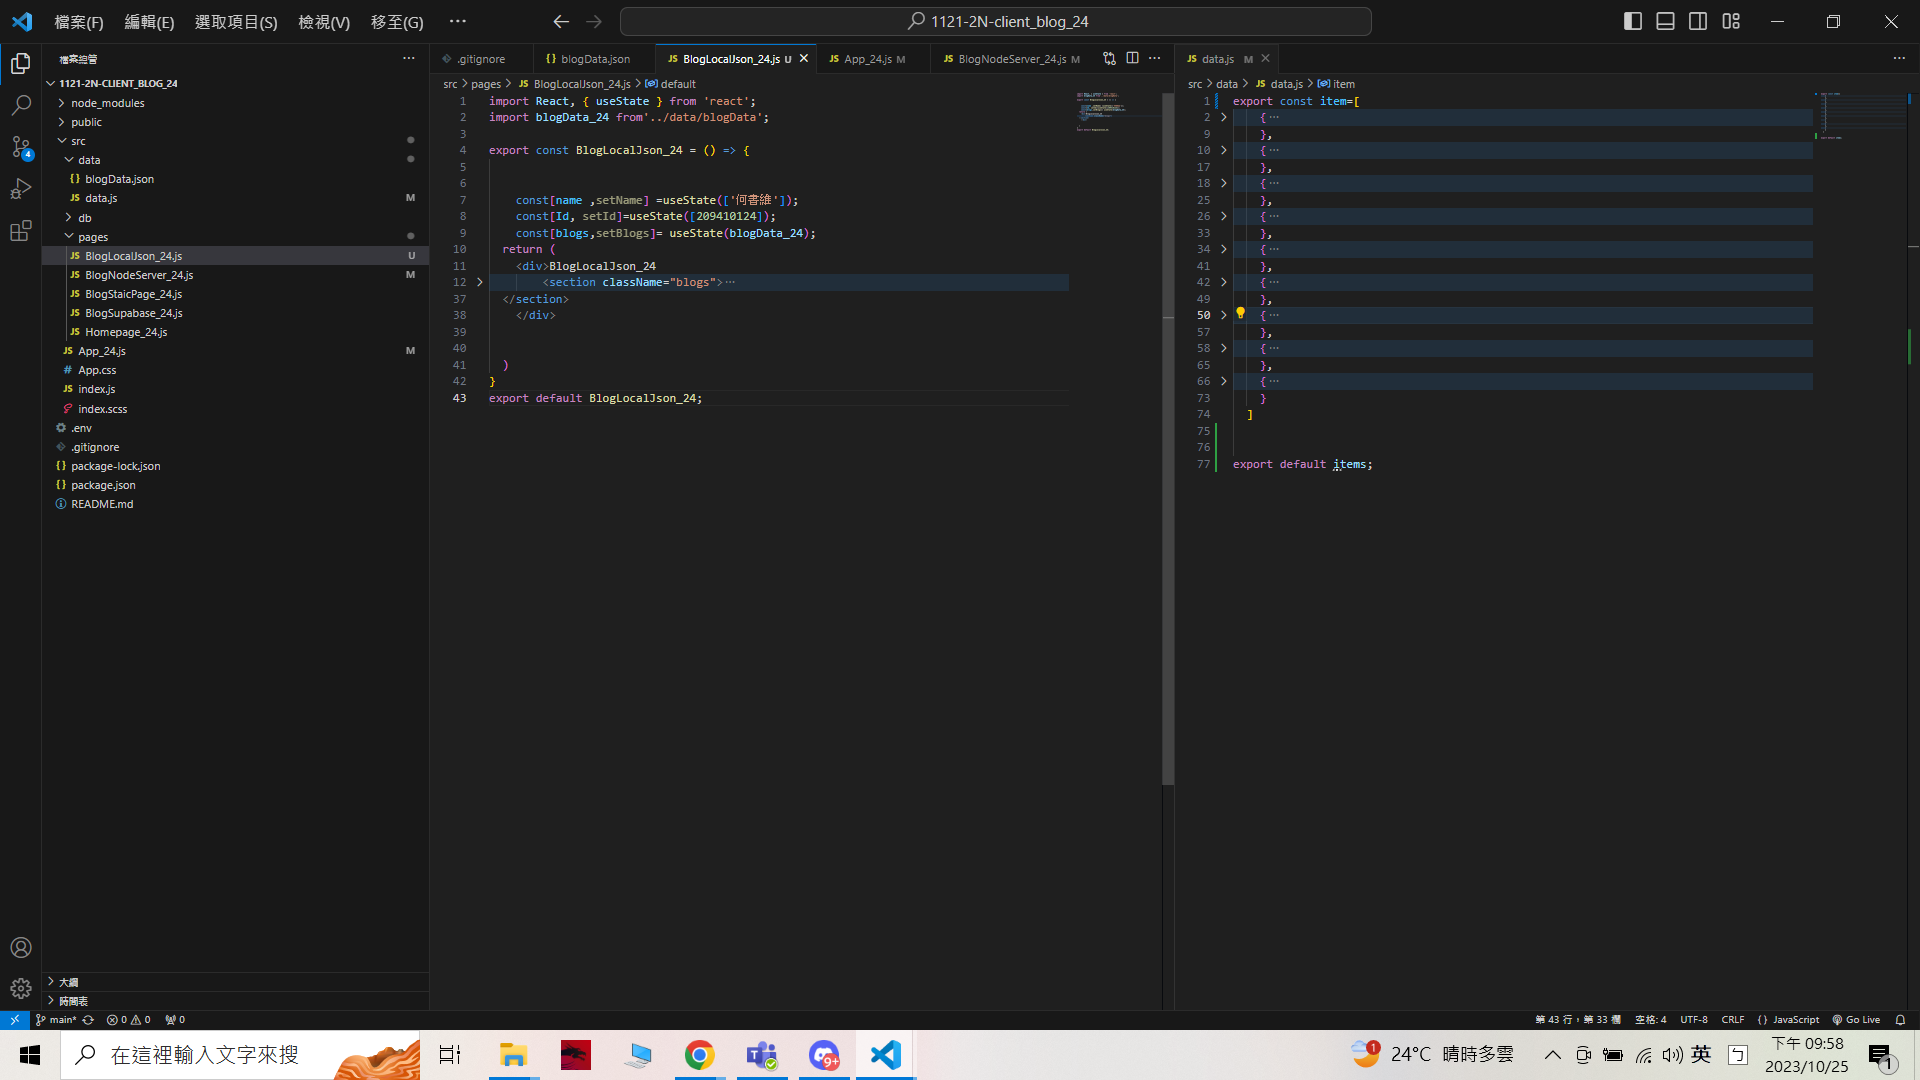 檔案(F) 編輯(E) 選取項目(S) 檢視(V) 移至(G) ··· 1121-2N-client_blog_24
檔案總管
1121-2N-CLIENT_BLOG_24
node_modules
public
src
data
blogData.json
data.js M
db
pages
BlogLocalJson_24.js U
BlogNodeServer_24.js M
BlogStaicPage_24.js
BlogSupabase_24.js
Homepage_24.js
App_24.js M
App.css
index.js
index.scss
.env
.gitignore
package-lock.json
package.json
README.md
大綱
時間表
.gitignore blogData.json BlogLocalJson_24.js U App_24.js M BlogNodeServer_24.js M
src > pages > BlogLocalJson_24.js > default
1 import React, { useState } from 'react';
2 import blogData_24 from'../data/blogData';
3
4 export const BlogLocalJson_24 = () => {
5
6
7 const[name ,setName] =useState(['何書維']);
8 const[Id, setId]=useState([209410124]);
9 const[blogs,setBlogs]= useState(blogData_24);
10 return (
11 <div>BlogLocalJson_24
12 <section className="blogs">···
37 </section>
38 </div>
39
40
41 )
42 }
43 export default BlogLocalJson_24;
data.js M
src > data > data.js > item
1 export const item=[
2 {···
9 },
10 {···
17 },
18 {···
25 },
26 {···
33 },
34 {···
41 },
42 {···
49 },
50 {···
57 },
58 {···
65 },
66 {···
73 }
74 ]
75
76
77 export default items;
4
main* 0 0 0 第 43 行，第 33 欄 空格: 4 UTF-8 CRLF {} JavaScript Go Live
在這裡輸入文字來搜 9+ 1 24°C 晴時多雲 英 ㄅ 下午 09:58
2023/10/25 1